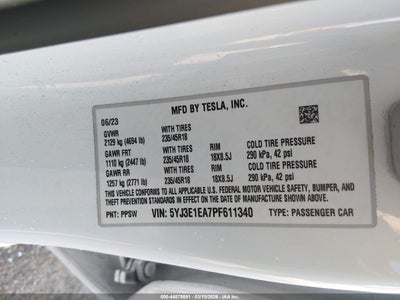 MFD BY TESLA, INC.
06/23
GVWR WITH TIRES
2129 kg (4694 lb) 235/45R18
GAWR FRT WITH TIRES RIM COLD TIRE PRESSURE
1110 kg (2447 lb) 235/45R18 18X8.5J 290 kPa, 42 psi
GAWR RR WITH TIRES RIM COLD TIRE PRESSURE
1257 kg (2771 lb) 235/45R18 18X8.5J 290 kPa, 42 psi
THIS VEHICLE CONFORMS TO ALL APPLICABLE U.S. FEDERAL MOTOR VEHICLE SAFETY, BUMPER, AND
THEFT PREVENTION STANDARDS IN EFFECT ON THE DATE OF MANUFACTURE SHOWN ABOVE.
PNT: PPSW VIN: 5YJ3E1EA7PF611340 TYPE: PASSENGER CAR